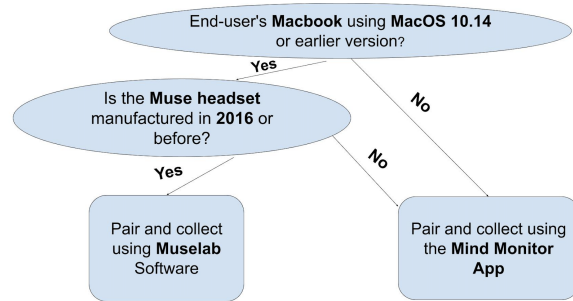 End-user's Macbook using MacOS 10.14
or earlier version?
Yes
Is the Muse headset
manufactured in 2016 or
before?
No
No
Yes
Pair and collect
using Muselab
Software
Pair and collect using
the Mind Monitor
App